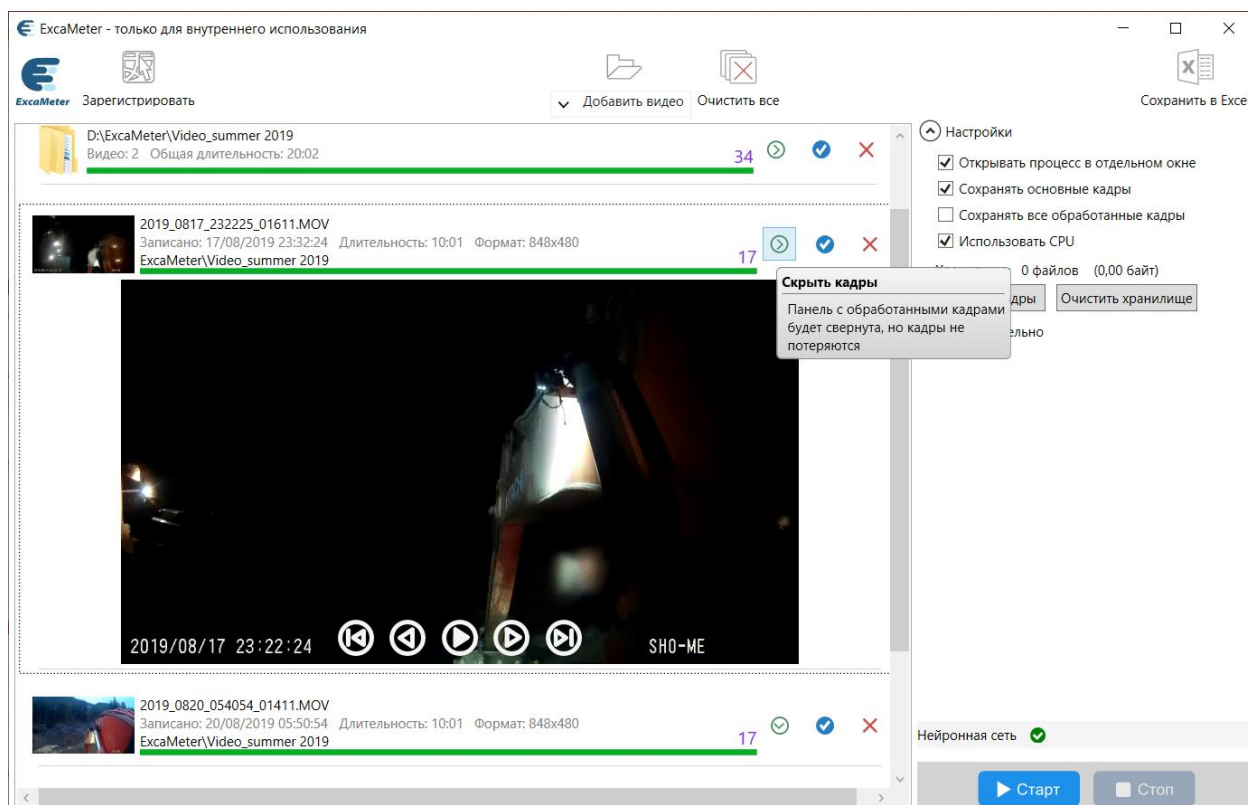 ExcaMeter - только для внутреннего использования
ExcaMeter
Зарегистрировать
Добавить видео
Очистить все
Сохранить в Exce
D:\ExcaMeter\Video_summer 2019
Видео: 2 Общая длительность: 20:02
34
2019_0817_232225_01611.MOV
Записано: 17/08/2019 23:32:24 Длительность: 10:01 Формат: 848x480
ExcaMeter\Video_summer 2019
17
Скрыть кадры
Панель с обработанными кадрами
будет свернута, но кадры не
потеряются
2019/08/17 23:22:24
SHO-ME
2019_0820_054054_01411.MOV
Записано: 20/08/2019 05:50:54 Длительность: 10:01 Формат: 848x480
ExcaMeter\Video_summer 2019
17
Настройки
Открывать процесс в отдельном окне
Сохранять основные кадры
Сохранять все обработанные кадры
Использовать CPU
0 файлов (0,00 байт)
дры
Очистить хранилище
ельно
Нейронная сеть
Старт
Стоп